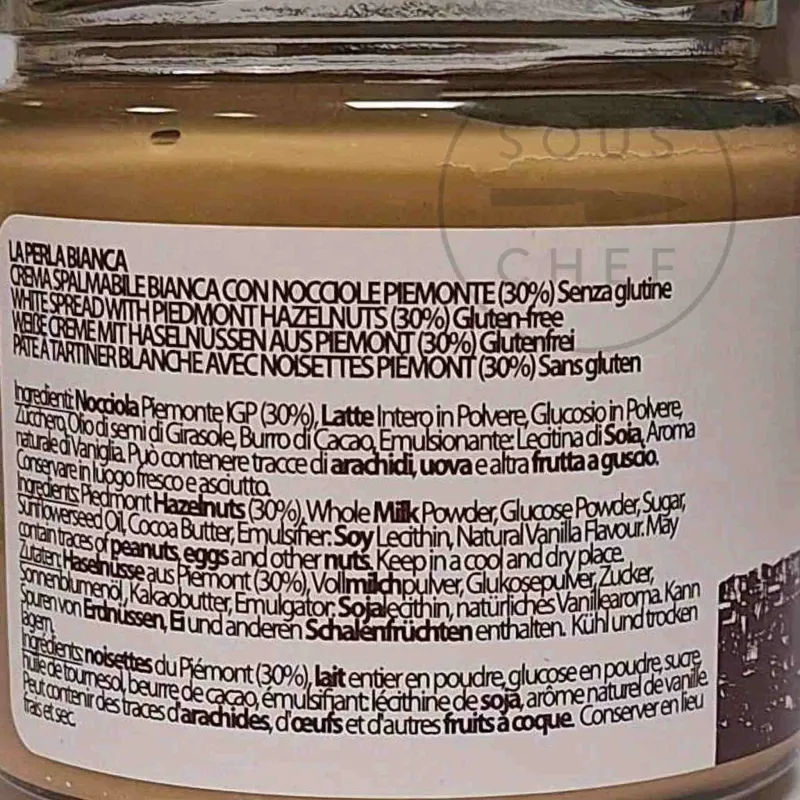 SOUS
CHEF
LA PERLA BIANCA
CREMA SPALMABILE BIANCA CON NOCCIOLE PIEMONTE (30%) Senza glutine
WHITE SPREAD WITH PIEDMONT HAZELNUTS (30%) Gluten-free
WEIßE CREME MIT HASELNUSSEN AUS PIEMONT (30%) Glutenfrei
PATE A TARTINER BLANCHE AVEC NOISETTES PIEMONT (30%) Sans gluten
Ingredienti: Nocciola Piemonte IGP (30%), Latte Intero in Polvere, Glucosio in Polvere,
Zucchero, Olio di semi di Girasole, Burro di Cacao, Emulsionante: Lecitina di Soia, Aroma
naturale di Vaniglia. Può contenere tracce di arachidi, uova e altra frutta a guscio.
Conservare in luogo fresco e asciutto.
Ingredients: Piedmont Hazelnuts (30%), Whole Milk Powder, Glucose Powder, Sugar,
Sunflowerseed Oil, Cocoa Butter, Emulsifner: Soy Lecithin, Natural Vanilla Flavour. May
contain traces of peanuts, eggs and other nuts. Keep in a cool and dry place.
Zutaten: Haselnüsse aus Piemont (30%), Vollmilchpulver, Glukosepulver, Zucker,
Sonnenblumenöl, Kakaobutter, Emulgator: Sojalecithin, natürliches Vanillearoma. Kann
Spuren von Erdnüssen, Ei und anderen Schalenfrüchten enthalten. Kühl und trocken
lagern.
Ingrédients: noisettes du Piémont (30%), lait entier en poudre, glucose en poudre, sucre,
huile de tournesol, beurre de cacao, émulsifiant: lécithine de soja, arôme naturel de vanille.
Peut contenir des traces d'arachides, d'œufs et d'autres fruits à coque. Conserver en lieu
frais et sec.